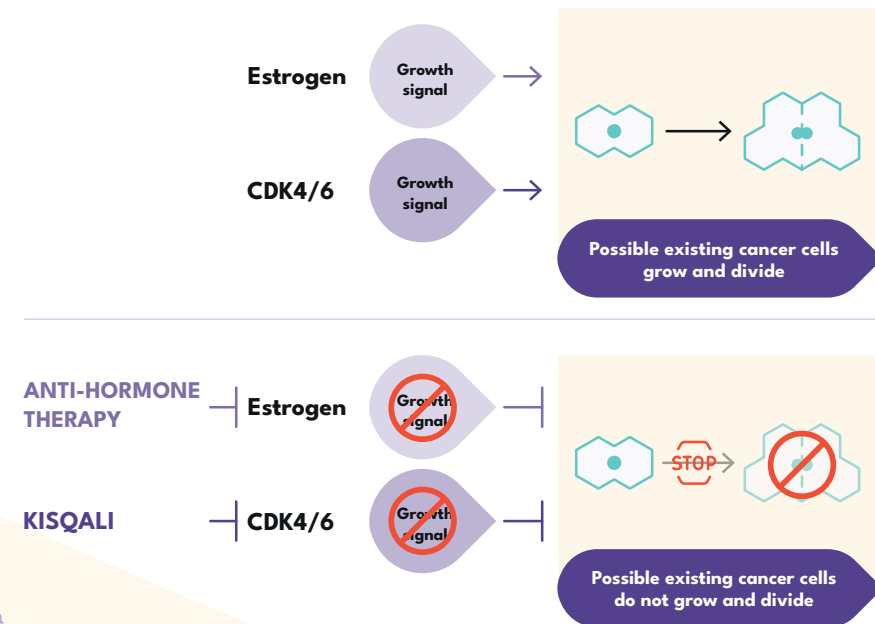 Estrogen
Growth
signal
CDK4/6
Growth
signal
Possible existing cancer cells
grow and divide
ANTI-HORMONE
THERAPY
Estrogen
Growth
signal
KISQALI
CDK4/6
Growth
signal
STOP
Possible existing cancer cells
do not grow and divide